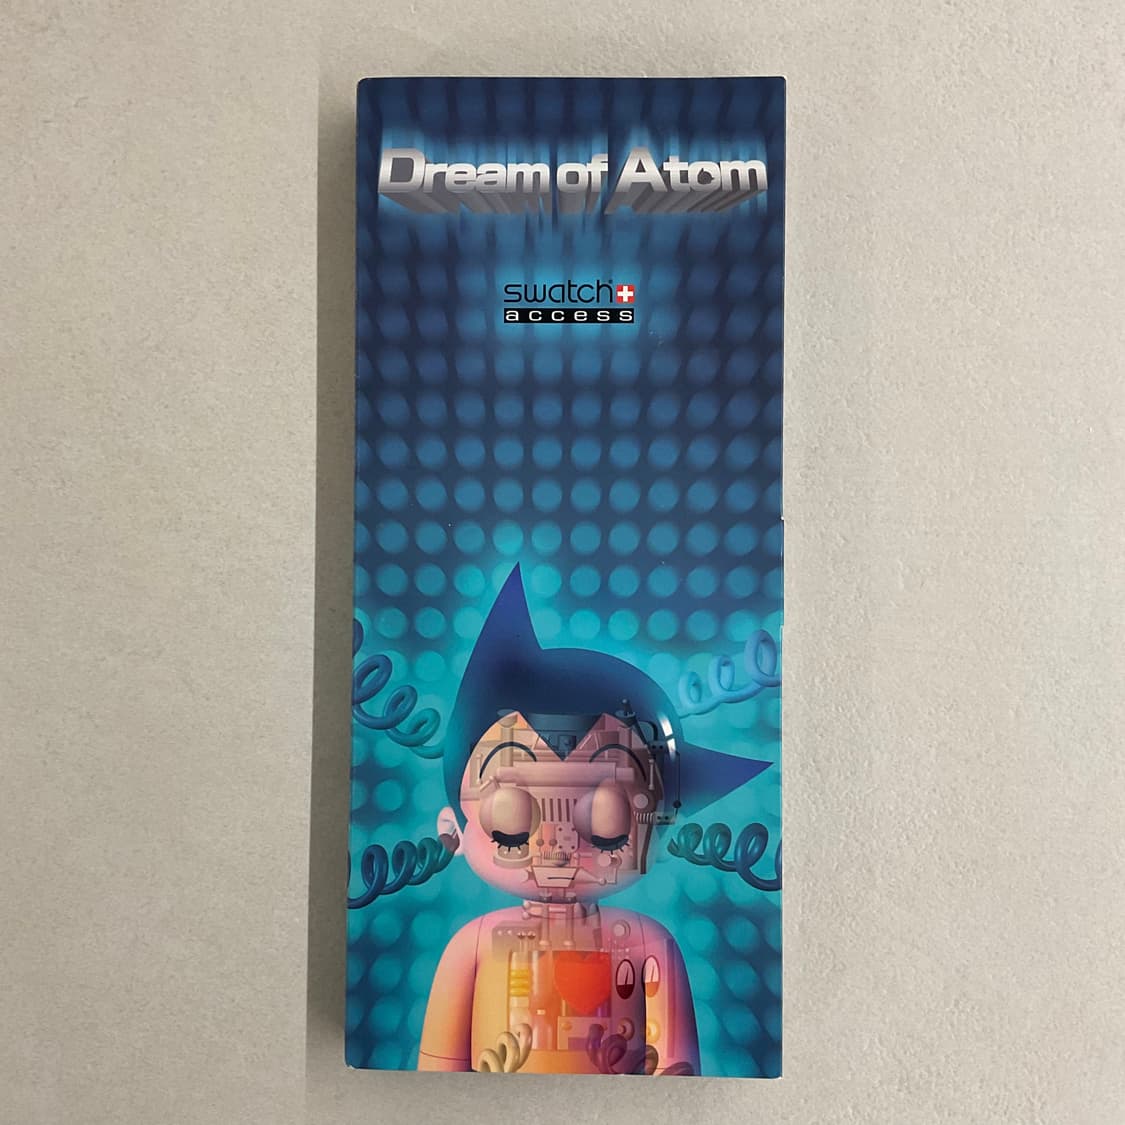 Dream of Atom
swatch
access